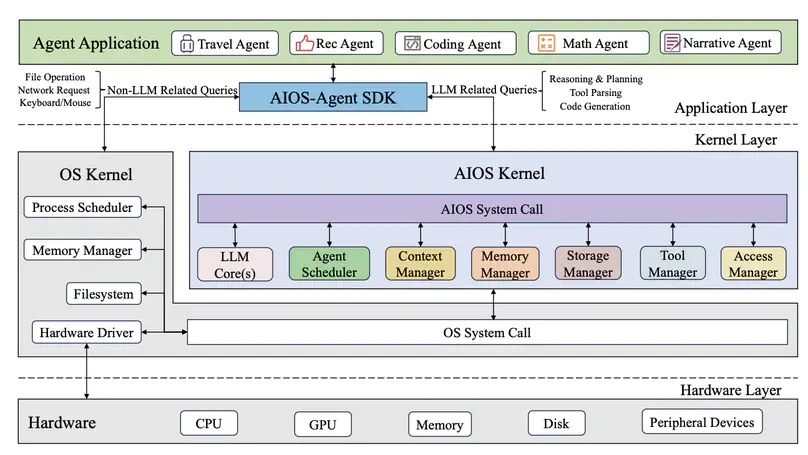 Agent Application
Travel Agent
Rec Agent
Coding Agent
Math Agent
Narrative Agent
File Operation
Network Request
Keyboard/Mouse
Non-LLM Related Queries
AIOS-Agent SDK
LLM Related Queries
Reasoning & Planning
Tool Parsing
Code Generation
Application Layer
Kernel Layer
OS Kernel
Process Scheduler
Memory Manager
Filesystem
Hardware Driver
AIOS Kernel
AIOS System Call
LLM
Core(s)
Agent
Scheduler
Context
Manager
Memory
Manager
Storage
Manager
Tool
Manager
Access
Manager
OS System Call
Hardware Layer
Hardware
CPU
GPU
Memory
Disk
Peripheral Devices